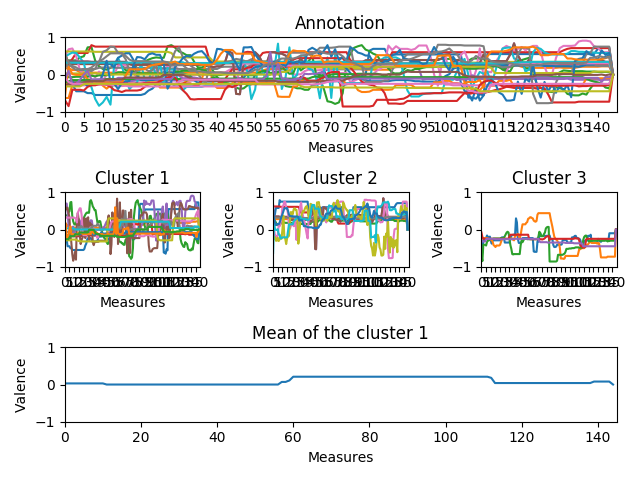 Annotation
Valence
1
0
−1
0 5 10 15 20 25 30 35 40 45 50 55 60 65 70 75 80 85 90 95 100 105 110 115 120 125 130 135 140
Measures
Cluster 1 Cluster 2 Cluster 3
Valence Valence Valence
1 1 1
0 0 0
−1 −1 −1
Measures Measures Measures
Mean of the cluster 1
Valence
1
0
−1
0 20 40 60 80 100 120 140
Measures